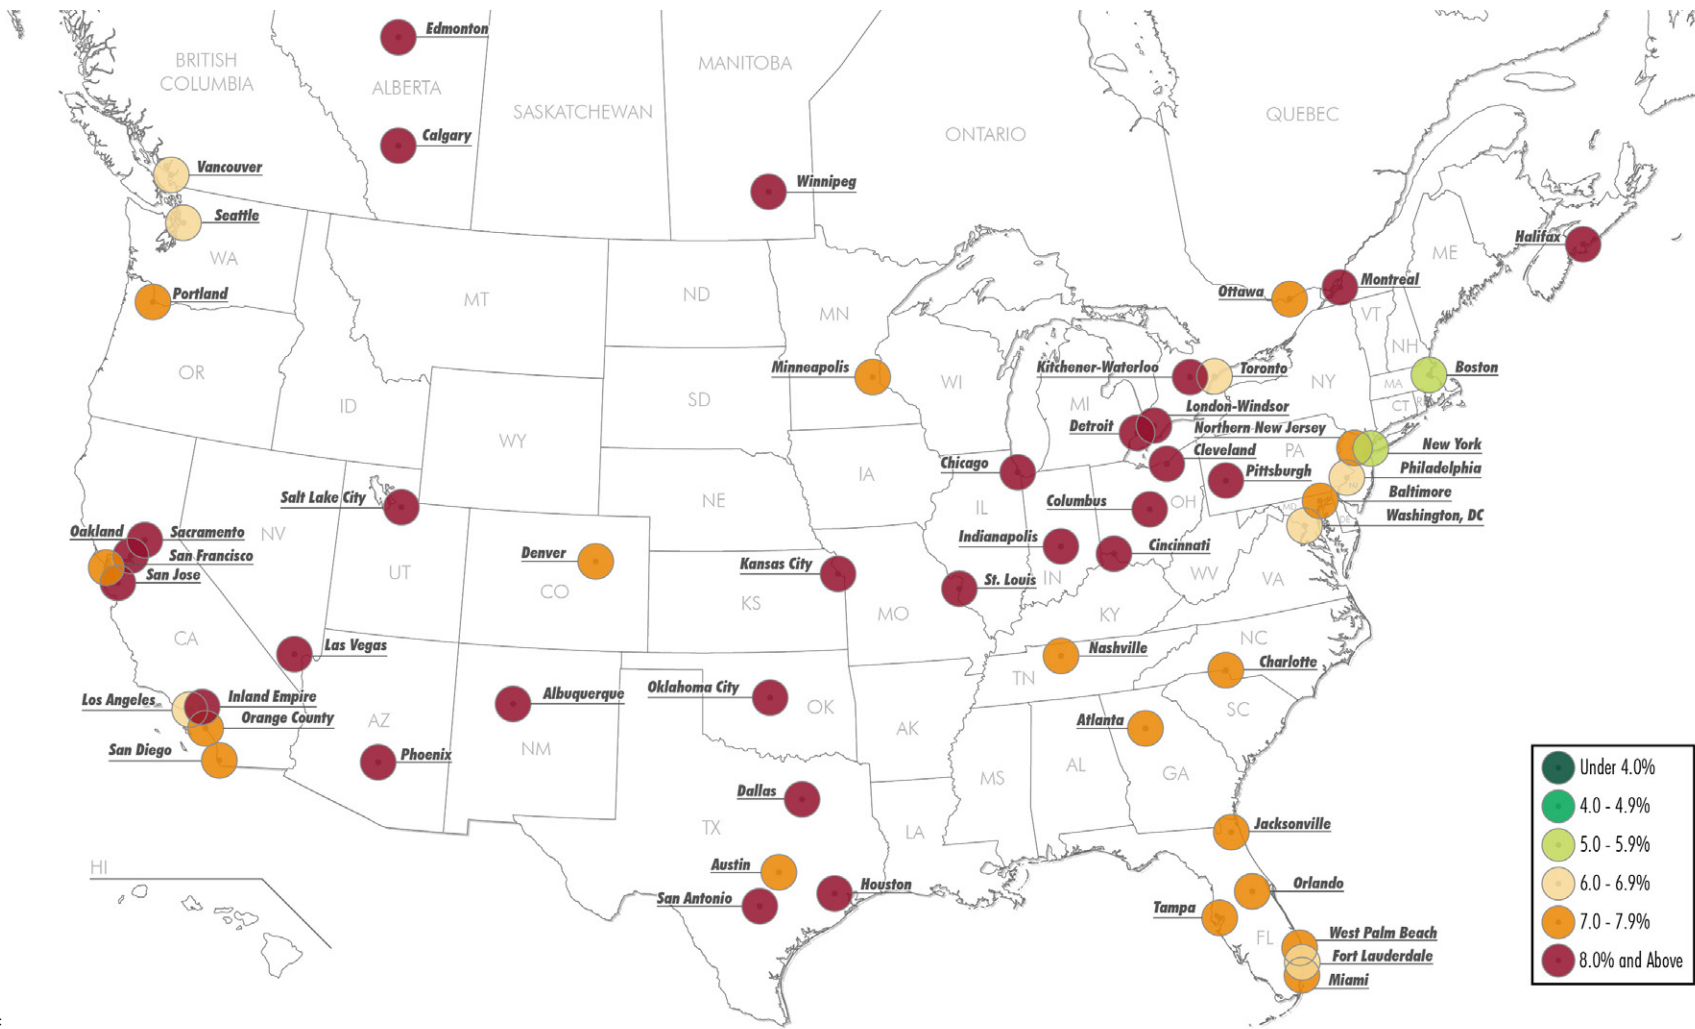 Edmonton
BRITISH
COLUMBIA
MANITOBA
ALBERTA
SASKATCHEWAN
QUEBEC
ONTARIO
Calgary
Vancouver
Winnipeg
Seattle
Halifax
WA
ME
Montreal
Ottawa
Portland
MT
ND
MN
VT
NH
Minneapolis
Kitchener-Waterloo
Toronto
Boston
OR
WI
NY
MA
ID
SD
MI
CT
R
London-Windsor
Detroit
Northern New Jersey
WY
New York
PA
Cleveland
Chicago
IA
Pittsburgh
Philadelphia
NJ
Salt Lake City
NE
Columbus
OH
Baltimore
IL
MD
DE
Washington, DC
Oakland
Sacramento
NV
Indianapolis
Cincinnati
San Francisco
Denver
Kansas City
San Jose
UT
CO
St. Louis
IN
WV
VA
KS
MO
KY
CA
NC
Las Vegas
Nashville
Charlotte
TN
Los Angeles
Inland Empire
Albuquerque
Oklahoma City
OK
SC
Orange County
AZ
AK
Atlanta
San Diego
Phoenix
NM
MS
AL
GA
Dallas
TX
LA
Jacksonville
Austin
HI
San Antonio
Houston
Orlando
Tampa
FL
West Palm Beach
Fort Lauderdale
Miami
Under 4.0%
4.0 - 4.9%
5.0 - 5.9%
6.0 - 6.9%
7.0 - 7.9%
8.0% and Above